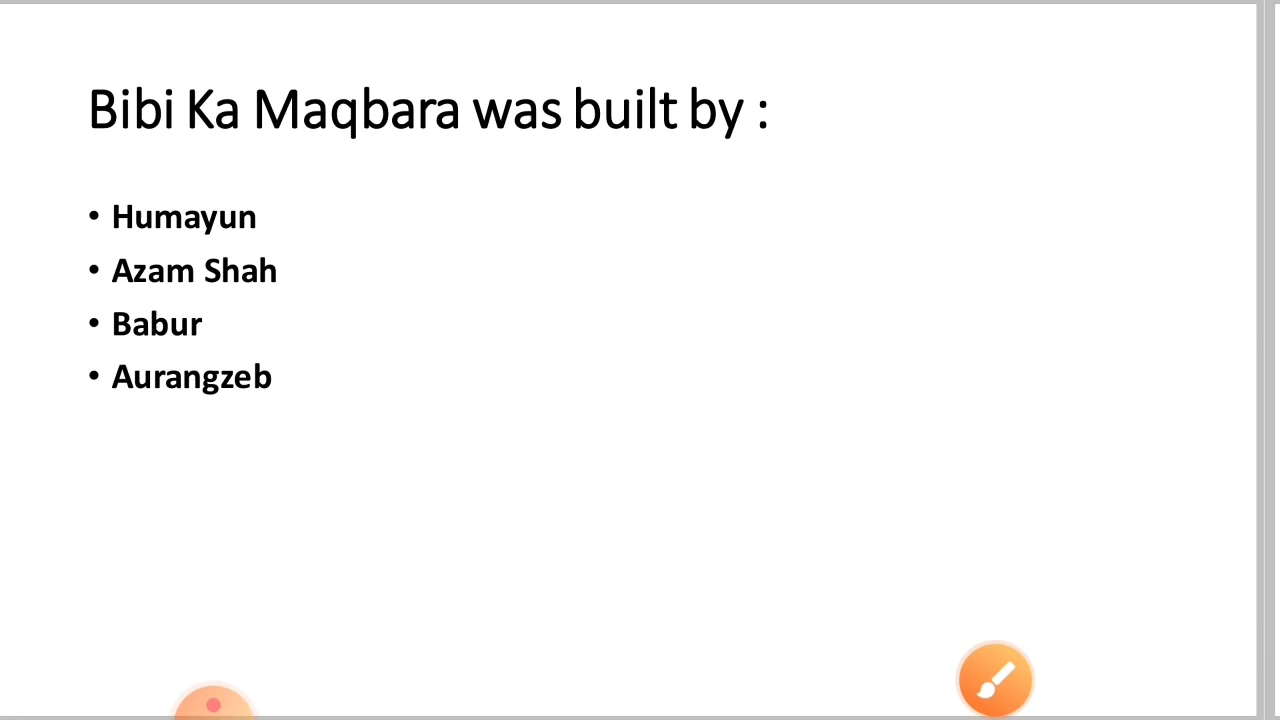 Bibi Ka Maqbara was built by :
• Humayun
• Azam Shah
• Babur
• Aurangzeb